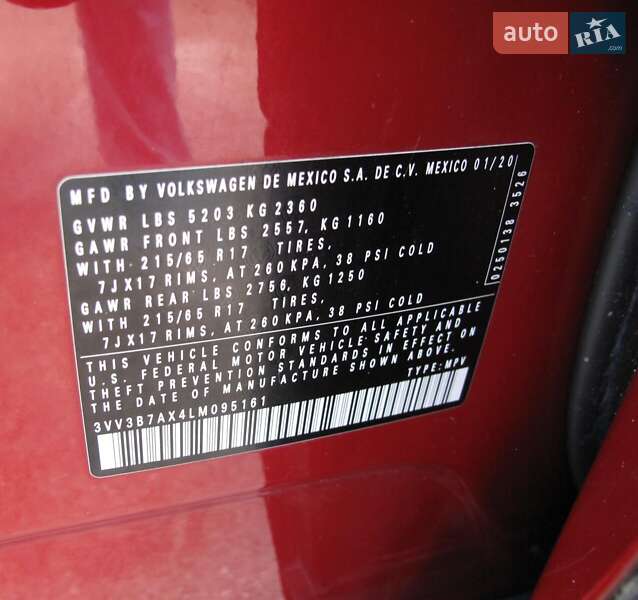 auto RIA.com
MFD BY VOLKSWAGEN DE MEXICO S.A. DE C.V. MEXICO 01/20
GVWR LBS 5203 KG 2360
GAWR FRONT LBS 2557, KG 1160
WITH 215/65 R17 TIRES,
7JX17 RIMS, AT 260 KPA, 38 PSI COLD
GAWR REAR LBS 2756, KG 1250
WITH 215/65 R17 TIRES,
7JX17 RIMS, AT 260 KPA, 38 PSI COLD
THIS VEHICLE CONFORMS TO ALL APPLICABLE
U.S. FEDERAL MOTOR VEHICLE SAFETY AND
THEFT PREVENTION STANDARDS IN EFFECT ON
THE DATE OF MANUFACTURE SHOWN ABOVE.
3VV3B7AX4LM095161 TYPE: MPV
0250138 3526